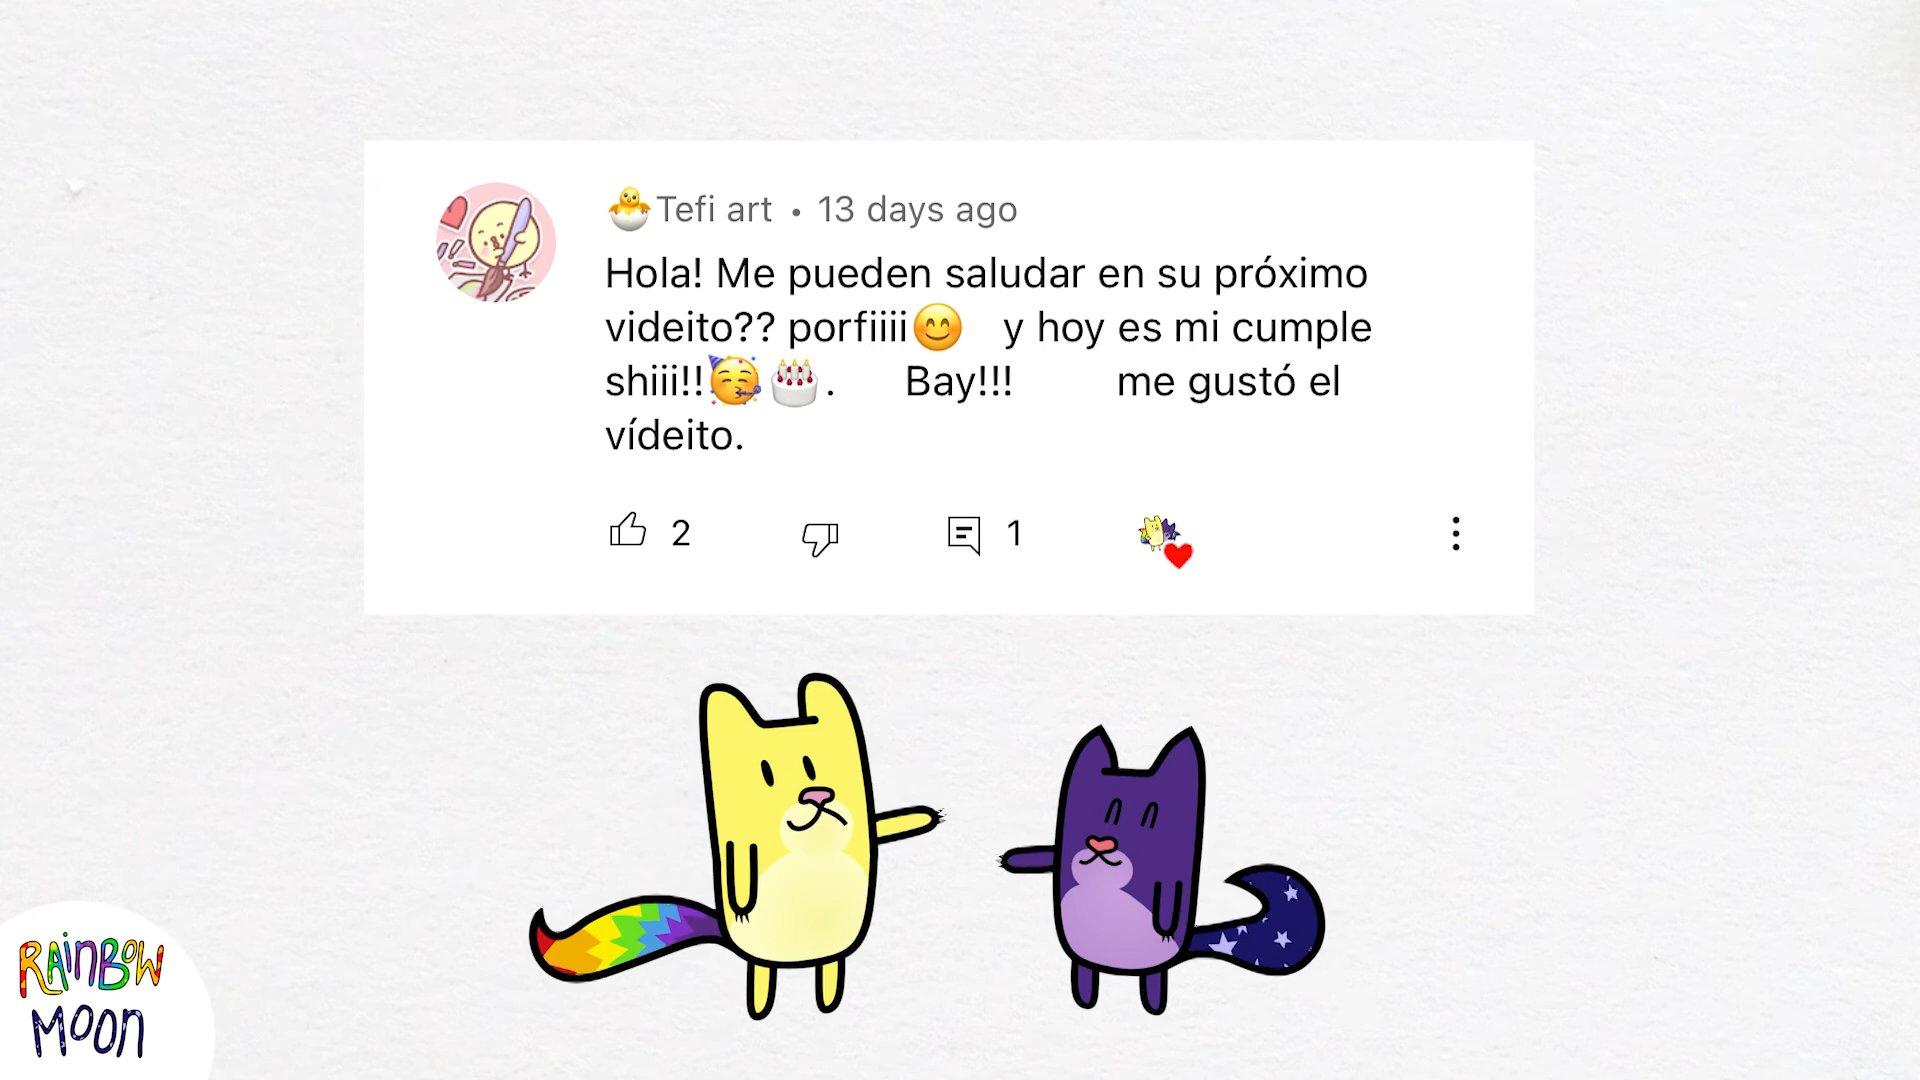 🐣Tefi art • 13 days ago
Hola! Me pueden saludar en su próximo
videito?? porfiiii😊 y hoy es mi cumple
shiii!!🥳🎂. Bay!!! me gustó el
vídeito.
2 1
RAINBOW
MOON